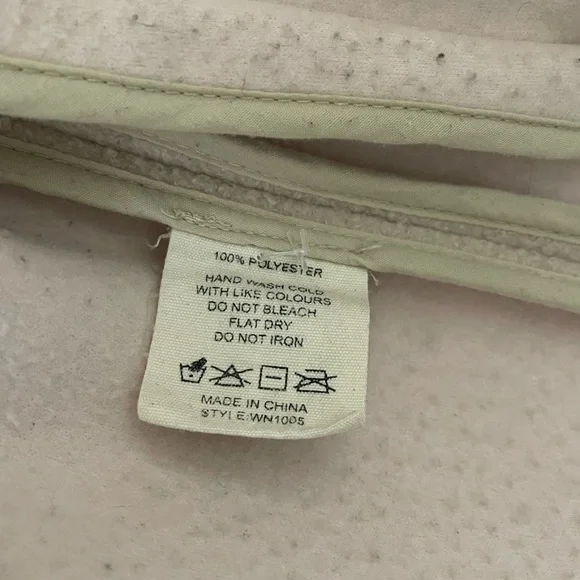 100% POLYESTER
HAND WASH COLD
WITH LIKE COLOURS
DO NOT BLEACH
FLAT DRY
DO NOT IRON
MADE IN CHINA
STYLE:WN1005